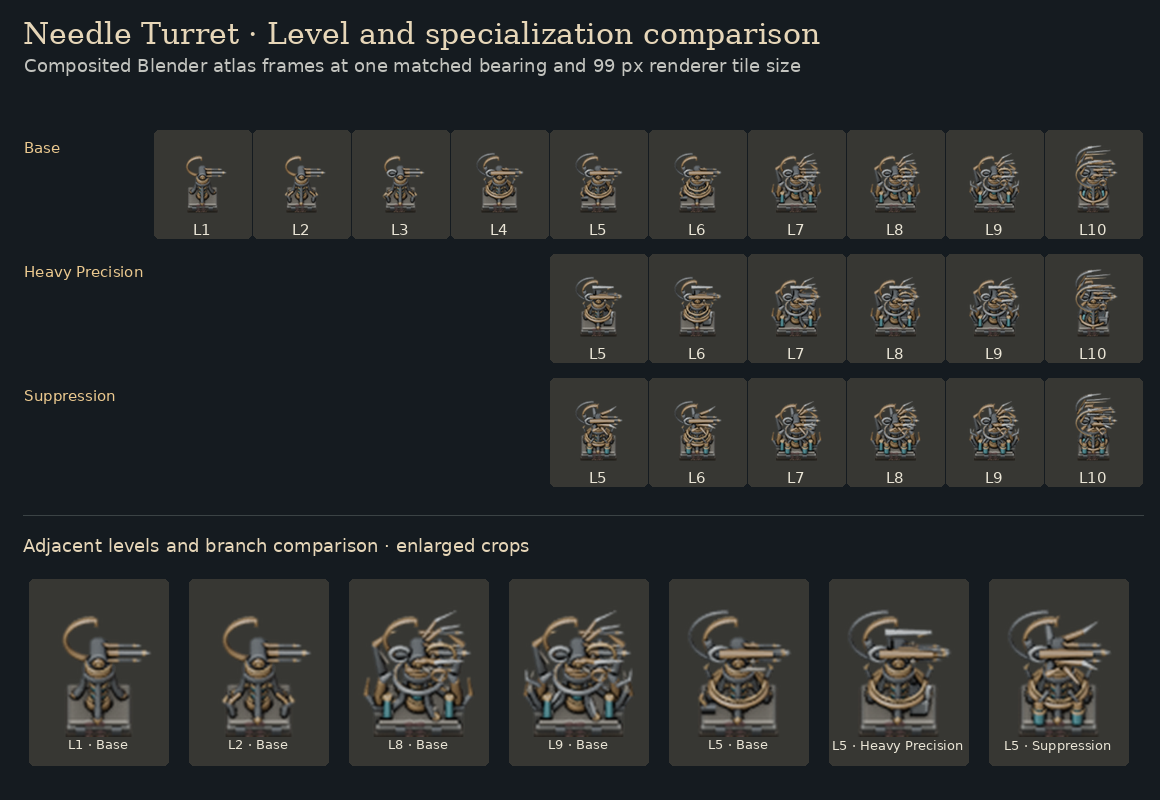 Needle Turret · Level and specialization comparison
Composited Blender atlas frames at one matched bearing and 99 px renderer tile size
Base
L1 L2 L3 L4 L5 L6 L7 L8 L9 L10
Heavy Precision
L5 L6 L7 L8 L9 L10
Suppression
L5 L6 L7 L8 L9 L10
Adjacent levels and branch comparison · enlarged crops
L1 · Base L2 · Base L8 · Base L9 · Base L5 · Base L5 · Heavy Precision L5 · Suppression